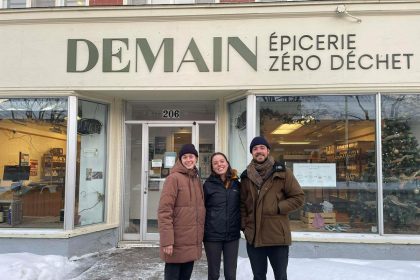 DEMAIN
ÉPICERIE
ZÉRO DÉCHET
206